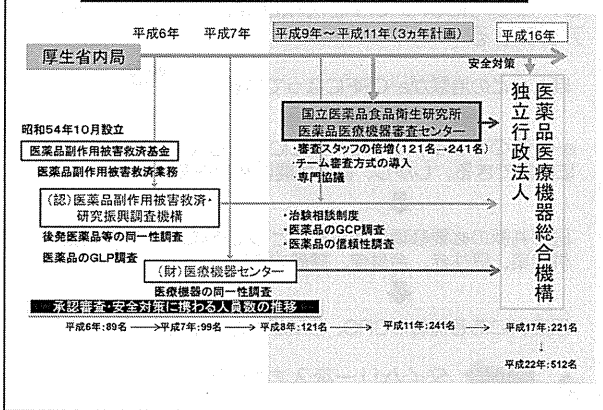 平成6年
平成7年
平成9年～平成11年(3ヵ年計画)
平成16年
厚生省内局
安全対策
国立医薬品食品衛生研究所
医薬品医療機器審査センター
・審査スタッフの倍増(121名→241名)
・チーム審査方式の導入
・専門協議
昭和54年10月設立
医薬品副作用被害救済基金
医薬品副作用被害救済業務
(認)医薬品副作用被害救済・
研究振興調査機構
後発医薬品等の同一性調査
医薬品のGLP調査
・治験相談制度
・医薬品のGCP調査
・医薬品の信頼性調査
(財)医療機器センター
医療機器の同一性調査
独立行政法人
医薬品医療機器総合機構
承認審査・安全対策に携わる人員数の推移
平成6年:89名→平成7年:99名→平成8年:121名→平成11年:241名→平成17年:221名
↓
平成22年:512名